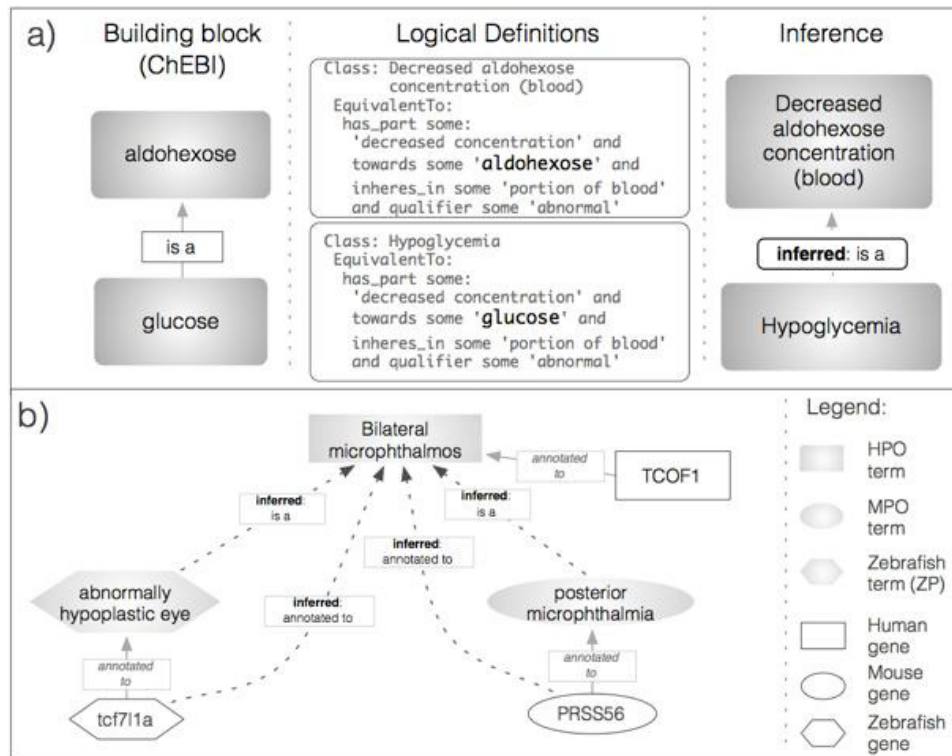 a)
Building block
(ChEBI)
aldohexose
is a
glucose
Logical Definitions
Class: Decreased aldohexose
concentration (blood)
EquivalentTo:
has_part some:
'decreased concentration' and
towards some 'aldohexose' and
inheres_in some 'portion of blood'
and qualifier some 'abnormal'
Class: Hypoglycemia
EquivalentTo:
has_part some:
'decreased concentration' and
towards some 'glucose' and
inheres_in some 'portion of blood'
and qualifier some 'abnormal'
Inference
Decreased
aldohexose
concentration
(blood)
inferred: is a
Hypoglycemia
b)
Bilateral
microphthalmos
annotated
to
TCOF1
inferred:
is a
inferred:
is a
inferred:
annotated to
abnormally
hypoplastic eye
inferred:
annotated to
posterior
microphthalmia
annotated
to
annotated
to
tcf7l1a
PRSS56
Legend:
HPO
term
MPO
term
Zebrafish
term (ZP)
Human
gene
Mouse
gene
Zebrafish
gene